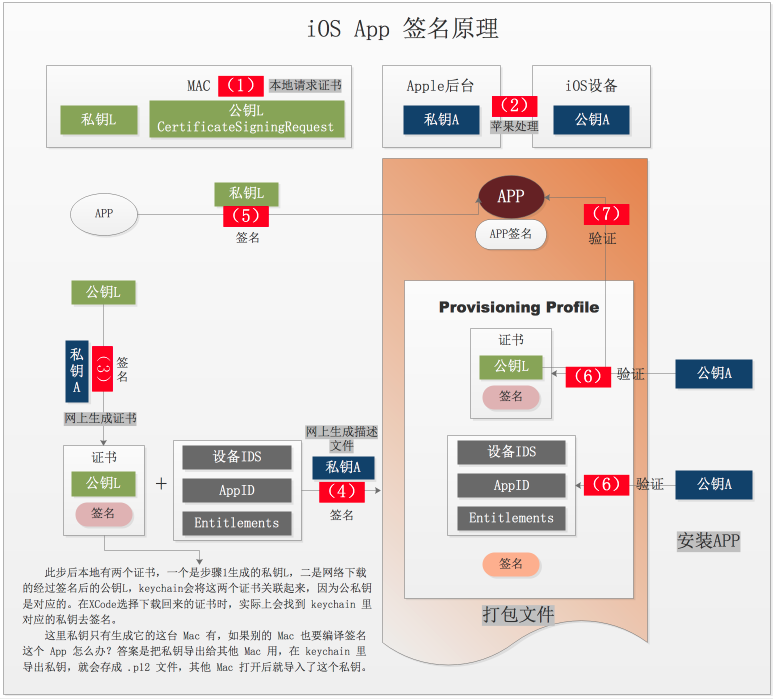 iOS App 签名原理
MAC
(1)
本地请求证书
私钥L
公钥L
CertificateSigningRequest
Apple后台
私钥A
(2)
苹果处理
iOS设备
公钥A
APP
私钥L
(5)
签名
APP
APP签名
(7)
验证
公钥L
私钥A
(3)
签名
网上生成证书
证书
公钥L
签名
+
设备IDS
AppID
Entitlements
网上生成描述
文件
私钥A
(4)
签名
Provisioning Profile
证书
公钥L
签名
(6)
验证
公钥A
设备IDS
AppID
Entitlements
签名
(6)
验证
公钥A
安装APP
打包文件
此步后本地有两个证书，一个是步骤1生成的私钥L，二是网络下载
的经过签名后的公钥L，keychain会将这两个证书关联起来，因为公私钥
是对应的。在XCode选择下载回来的证书时，实际上会找到 keychain 里
对应的私钥去签名。
这里私钥只有生成它的这台 Mac 有，如果别的 Mac 也要编译签名
这个 App 怎么办？答案是把私钥导出给其他 Mac 用，在 keychain 里
导出私钥，就会存成 .p12 文件，其他 Mac 打开后就导入了这个私钥。